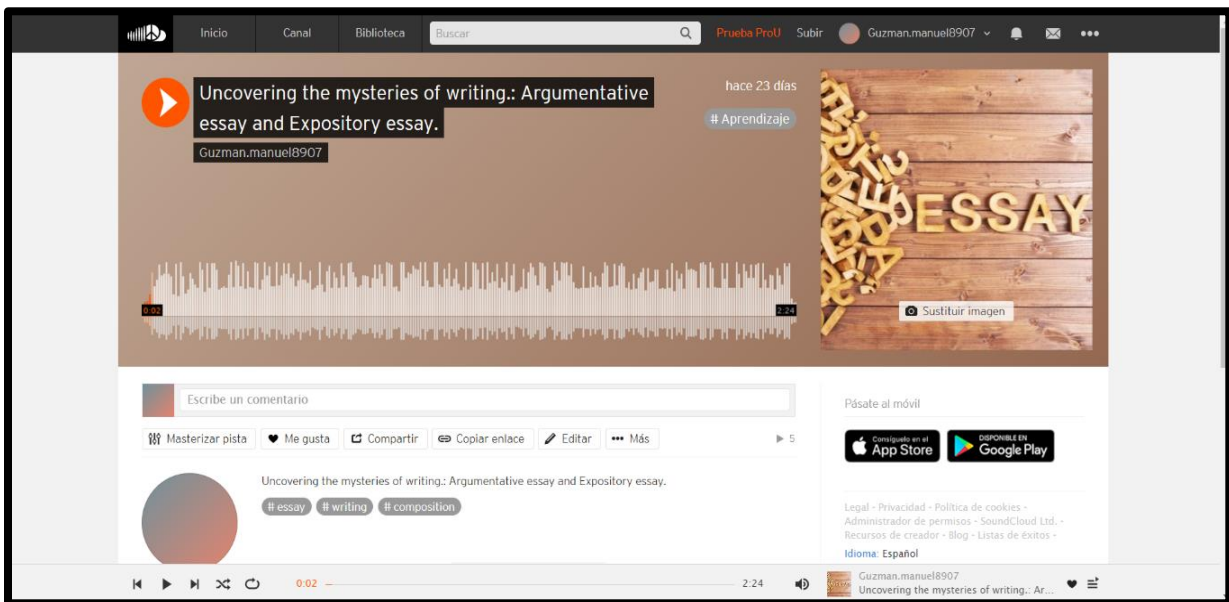 Inicio
Canal
Biblioteca
Buscar
Prueba ProU
Subir
Guzman.manuel8907
Uncovering the mysteries of writing.: Argumentative
essay and Expository essay.
Guzman.manuel8907
hace 23 días
# Aprendizaje
ESSAY
0:02
2:24
Sustituir imagen
Escribe un comentario
Masterizar pista
Me gusta
Compartir
Copiar enlace
Editar
Más
5
Uncovering the mysteries of writing.: Argumentative essay and Expository essay.
# essay
# writing
# composition
Pásate al móvil
Consíguelo en el
App Store
DISPONIBLE EN
Google Play
Legal - Privacidad - Política de cookies -
Administrador de permisos - SoundCloud Ltd. -
Recursos de creador - Blog - Listas de éxitos -
Idioma: Español
0:02
2:24
Guzman.manuel8907
Uncovering the mysteries of writing.: Ar...